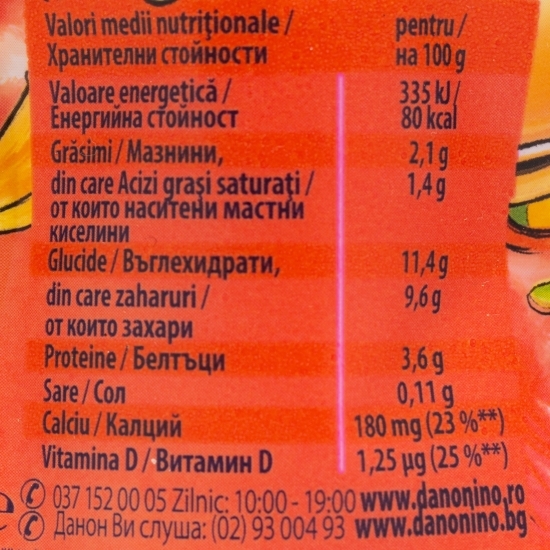 Valori medii nutriționale / pentru /
Хранителни стойности на 100 g
Valoare energetică / 335 kJ /
Енергийна стойност 80 kcal
Grăsimi / Мазнини, 2,1 g
din care Acizi grași saturați / 1,4 g
от които наситени мастни
киселини
Glucide / Въглехидрати, 11,4 g
din care zaharuri / 9,6 g
от които захари
Proteine / Белтъци 3,6 g
Sare / Сол 0,11 g
Calciu / Калций 180 mg (23 %**)
Vitamina D / Витамин D 1,25 µg (25 %**)
037 152 00 05 Zilnic: 10:00 - 19:00 www.danonino.ro
Данон Ви слуша: (02) 93 004 93 www.danonino.bg